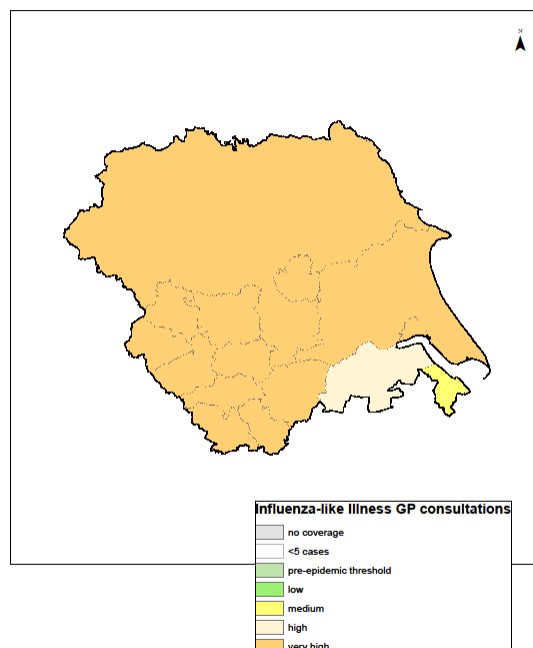 N
Influenza-like Illness GP consultations
no coverage
<5 cases
pre-epidemic threshold
low
medium
high
very high